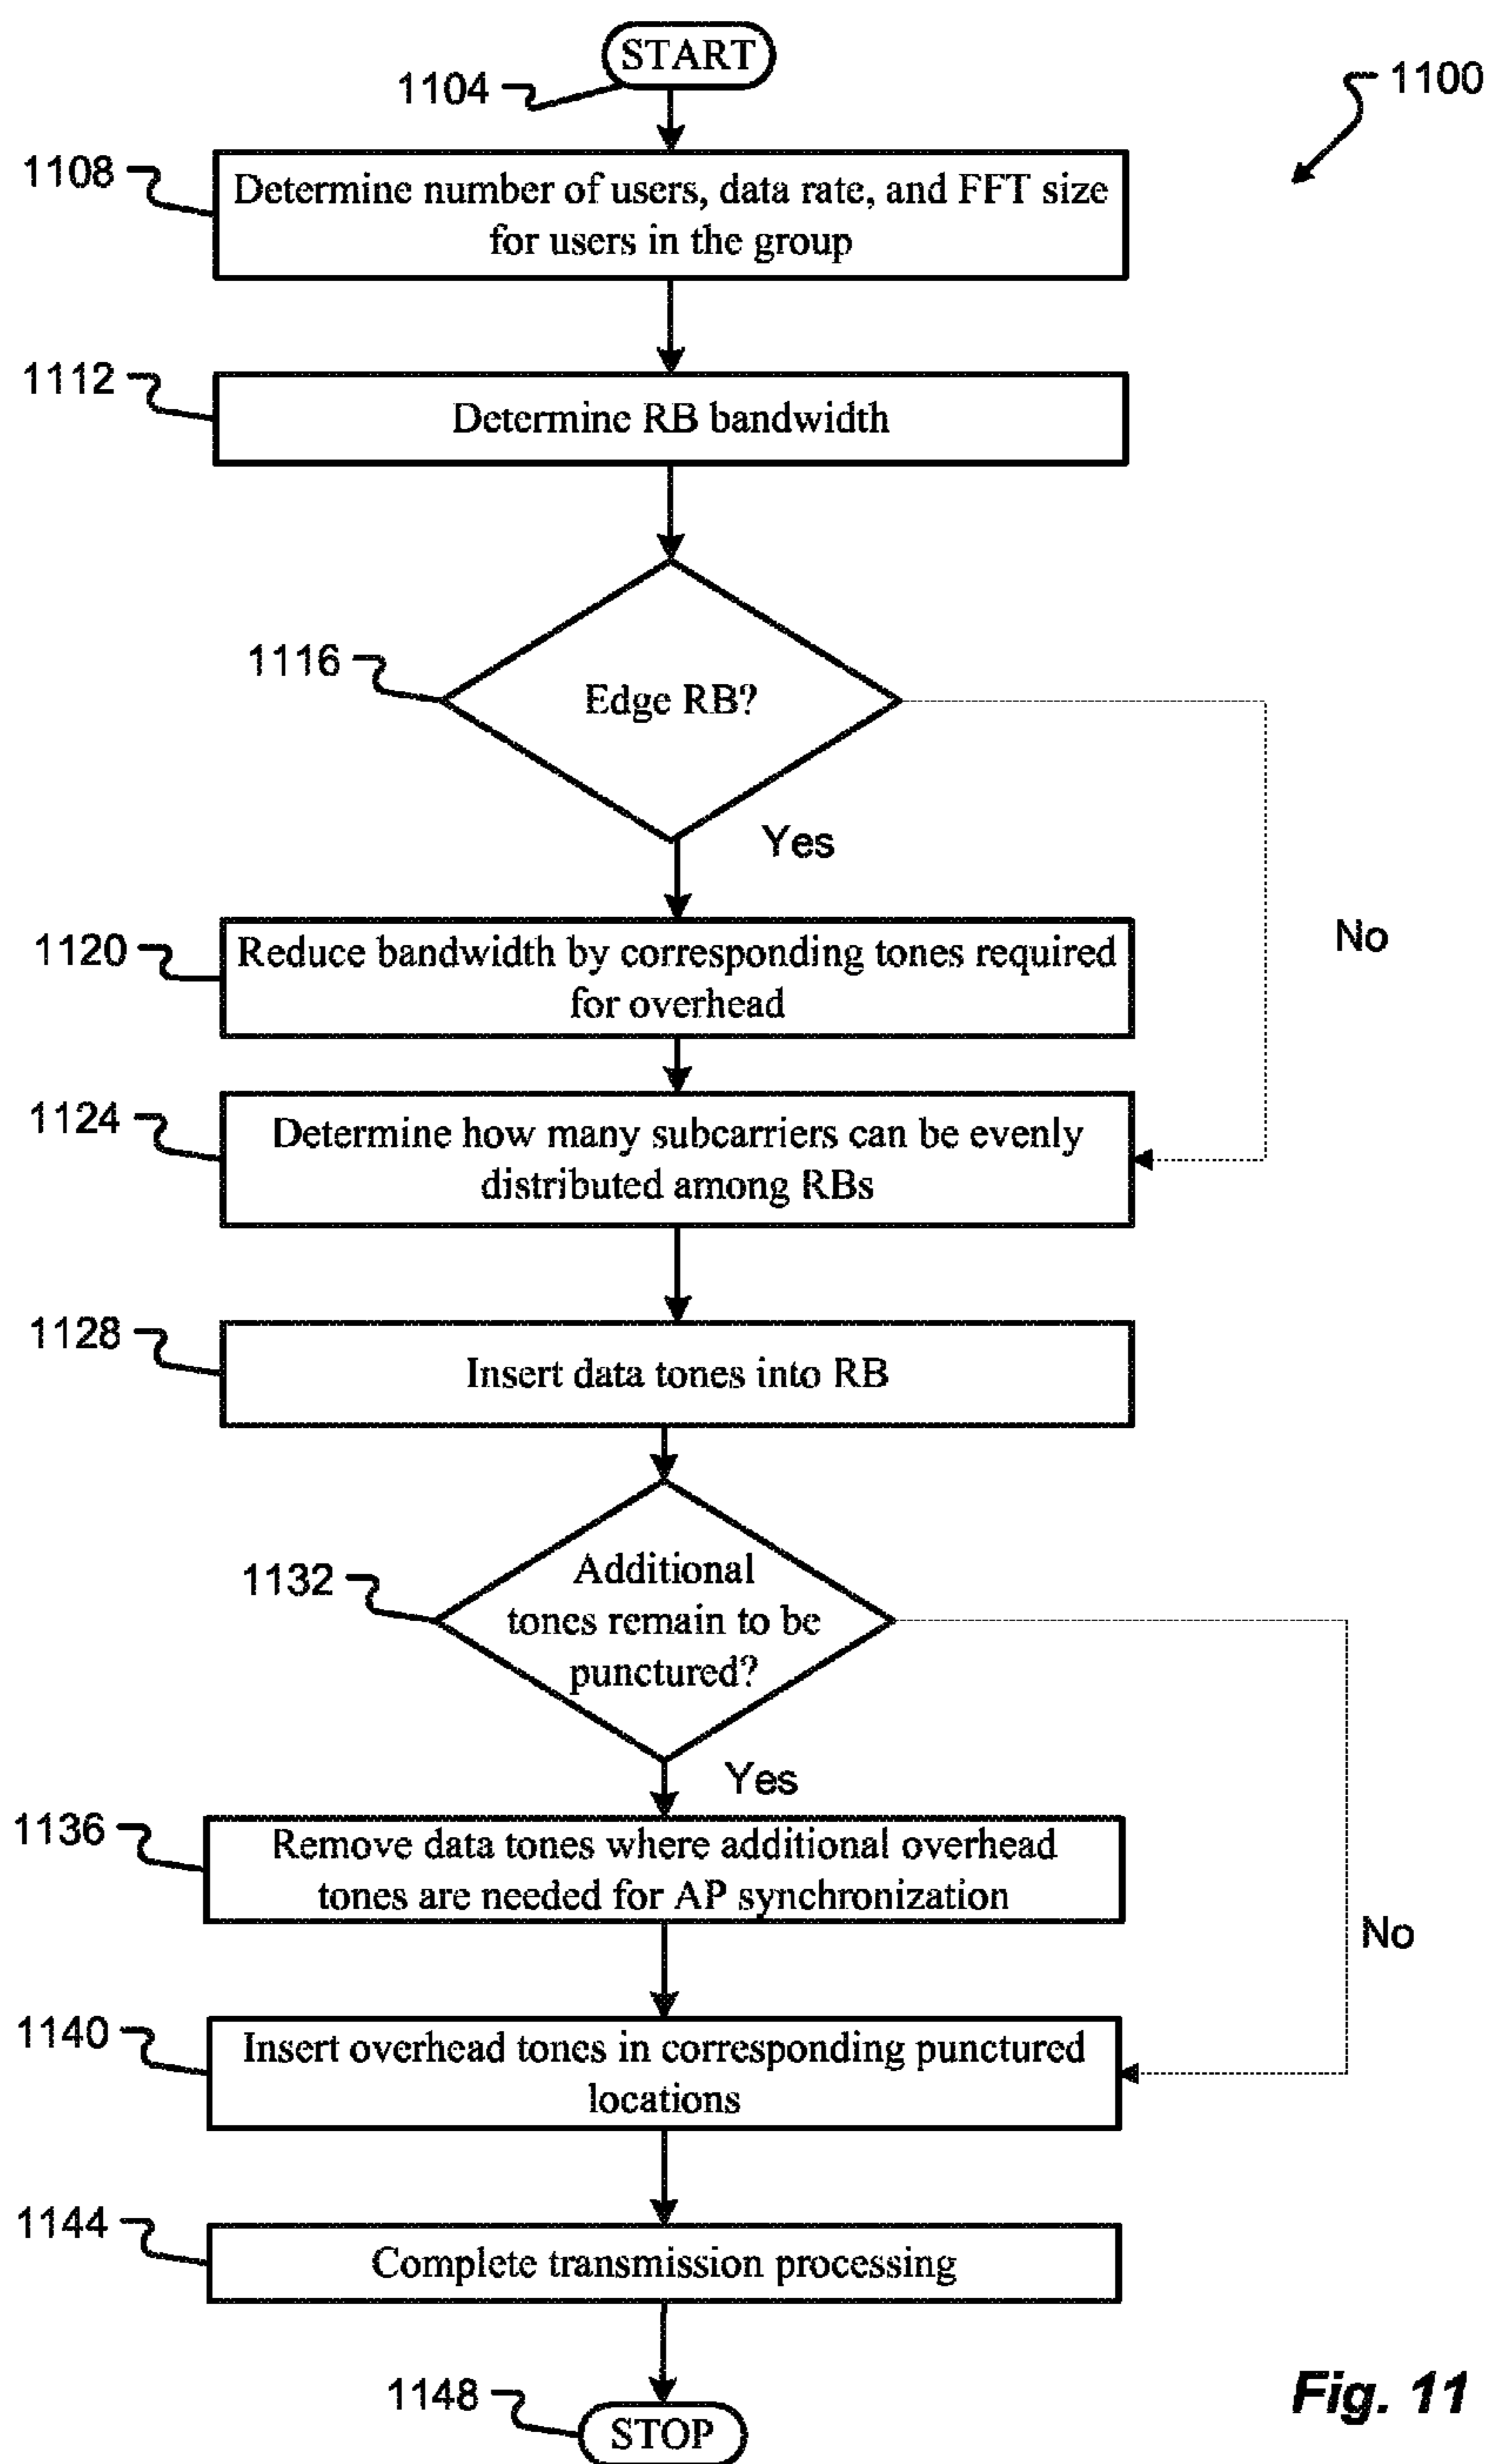 START
1104
1100
1108
Determine number of users, data rate, and FFT size
for users in the group
1112
Determine RB bandwidth
1116
Edge RB?
Yes
No
1120
Reduce bandwidth by corresponding tones required
for overhead
1124
Determine how many subcarriers can be evenly
distributed among RBs
1128
Insert data tones into RB
1132
Additional
tones remain to be
punctured?
Yes
No
1136
Remove data tones where additional overhead
tones are needed for AP synchronization
1140
Insert overhead tones in corresponding punctured
locations
1144
Complete transmission processing
1148
STOP
Fig. 11